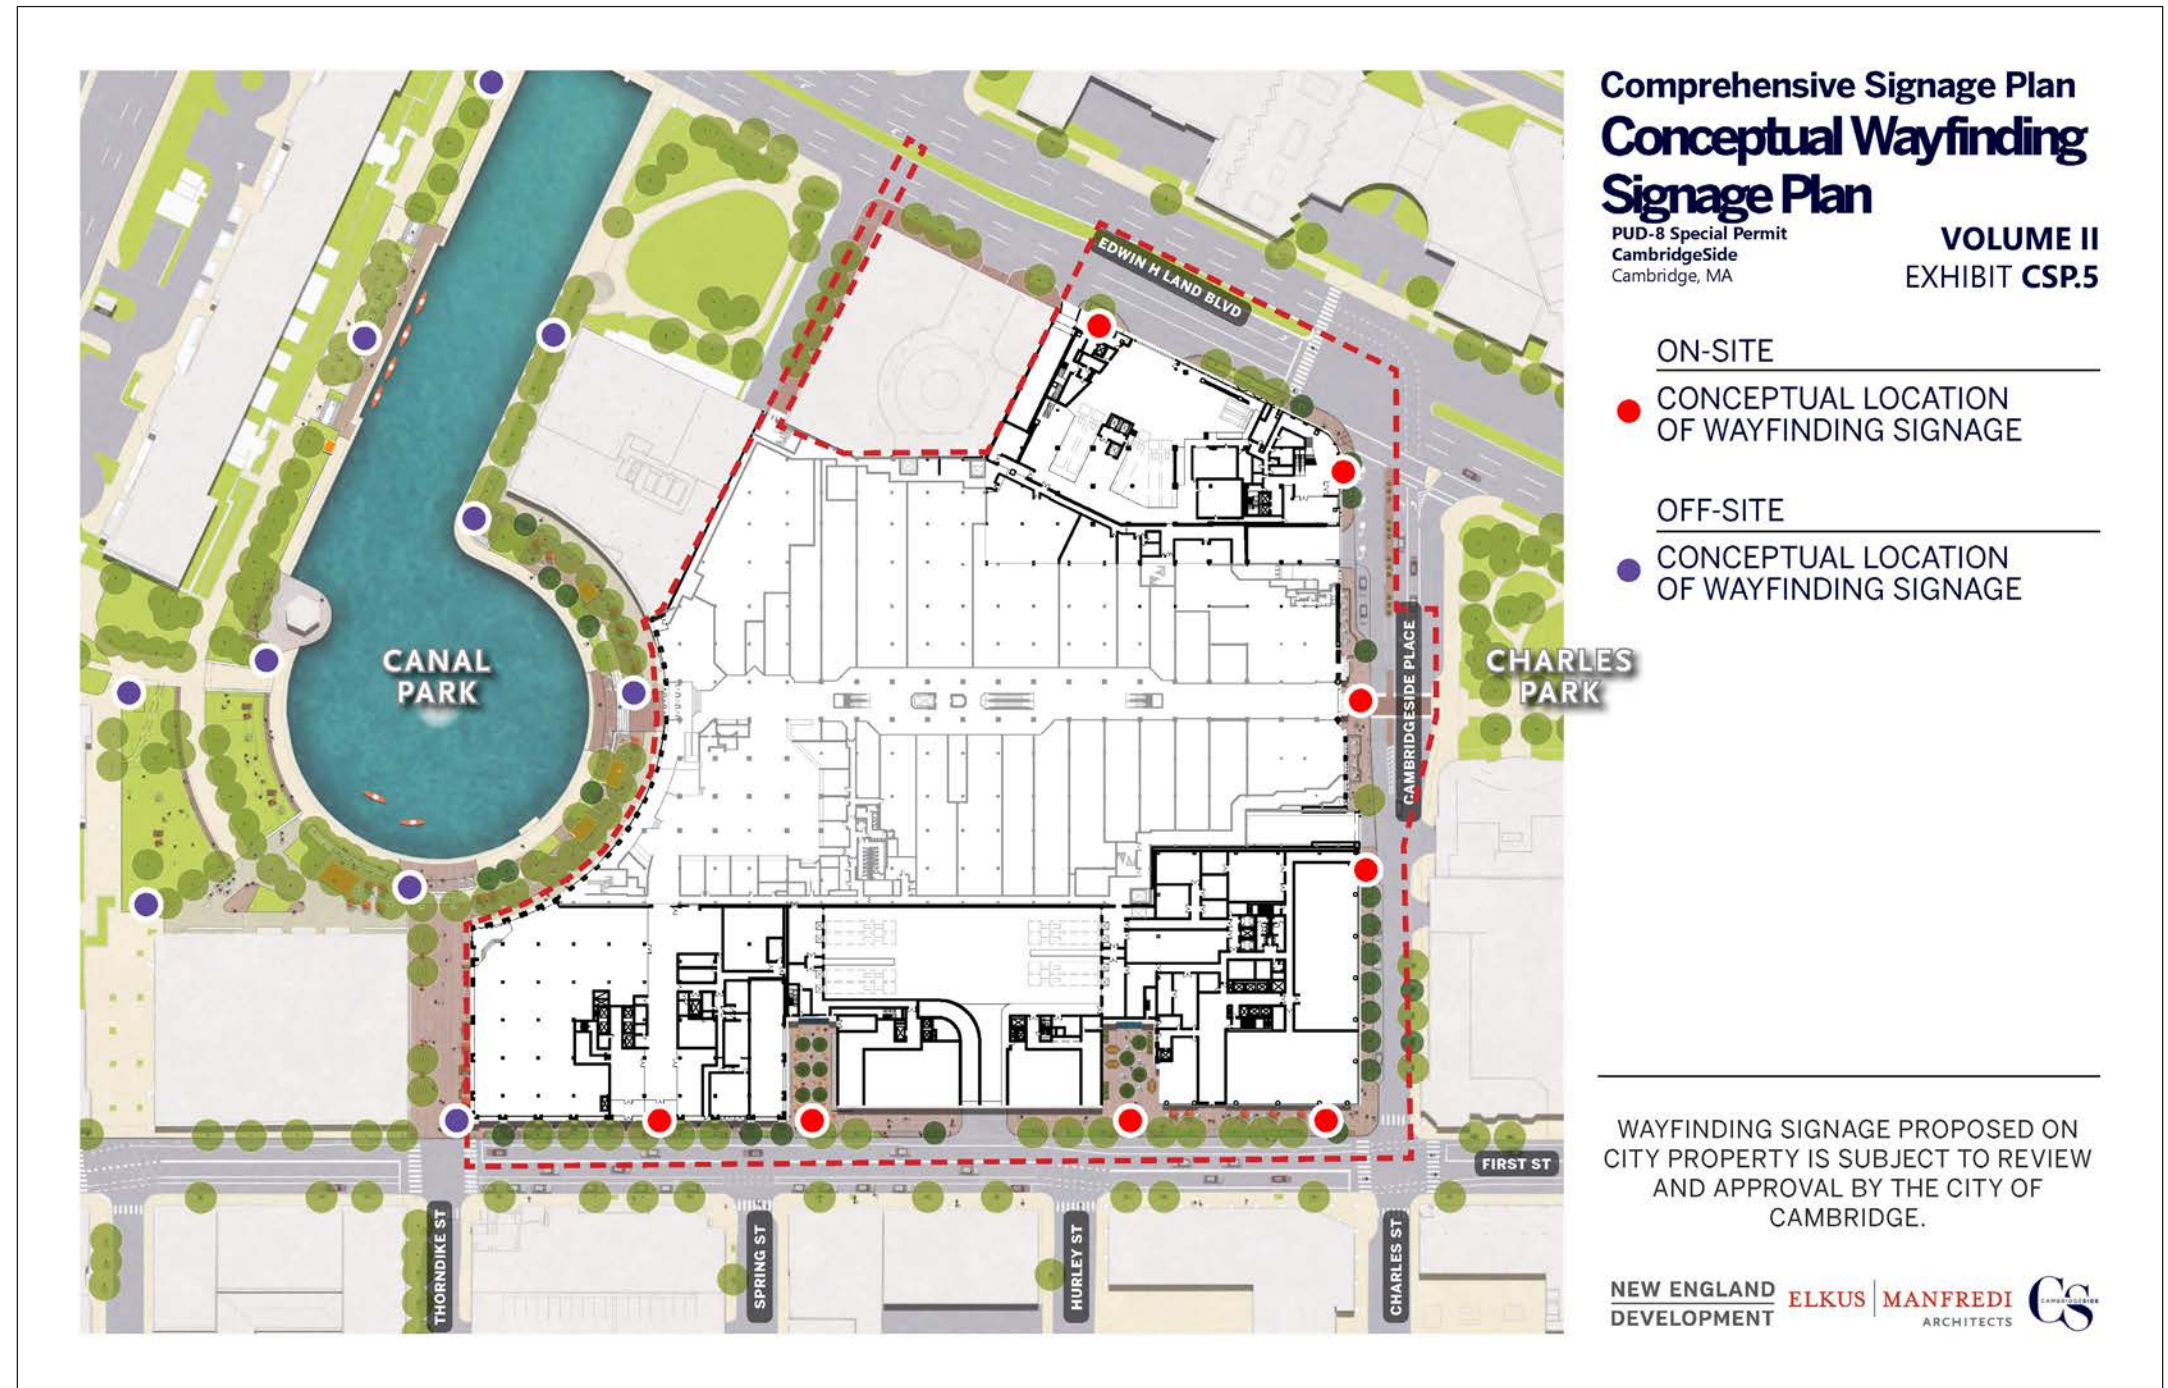 Comprehensive Signage Plan
Conceptual Wayfinding
Signage Plan
PUD-8 Special Permit
CambridgeSide
Cambridge, MA
VOLUME II
EXHIBIT CSP.5
ON-SITE
CONCEPTUAL LOCATION
OF WAYFINDING SIGNAGE
OFF-SITE
CONCEPTUAL LOCATION
OF WAYFINDING SIGNAGE
EDWIN H LAND BLVD
CANAL
PARK
CHARLES
PARK
CAMBRIDGESIDE PLACE
FIRST ST
THORNDIKE ST
SPRING ST
HURLEY ST
CHARLES ST
WAYFINDING SIGNAGE PROPOSED ON
CITY PROPERTY IS SUBJECT TO REVIEW
AND APPROVAL BY THE CITY OF
CAMBRIDGE.
NEW ENGLAND
DEVELOPMENT
ELKUS MANFREDI
ARCHITECTS
CS
CAMBRIDGESIDE